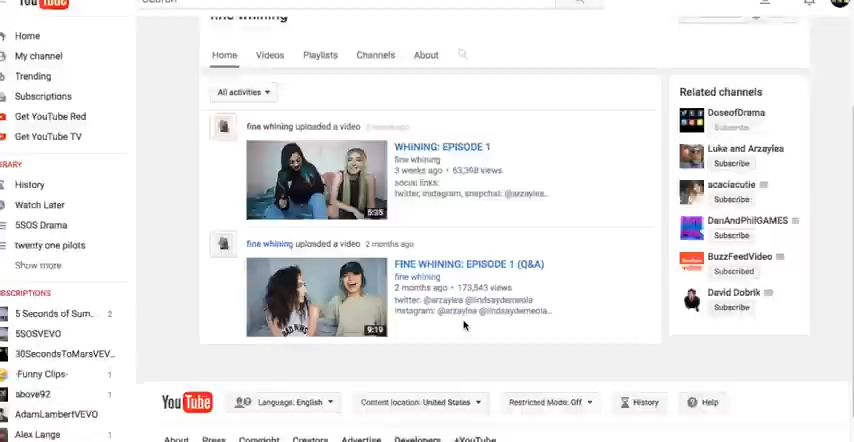 YouTube
fine whining
Home
Videos
Playlists
Channels
About
Home
My channel
Trending
Subscriptions
Get YouTube Red
Get YouTube TV
BRARY
History
Watch Later
5SOS Drama
twenty one pilots
Show more
UBSCRIPTIONS
5 Seconds of Sum.. 2
5SOSVEVO
30SecondsToMarsVEV...
·Funny Clips· 1
above92 1
AdamLambertVEVO
Alex Lange 1
All activities
fine whining uploaded a video
WHINING: EPISODE 1
fine whining
3 weeks ago • 63,398 views
social links:
twitter, instagram, snapchat: @arzaylea...
5:35
fine whining uploaded a video 2 months ago
FINE WHINING: EPISODE 1 (Q&A)
fine whining
2 months ago • 173,543 views
twitter: @arzaylea @lindsaydemeola
instagram: @arzaylea @lindsaydemeola...
9:19
Related channels
DoseofDrama
Subscribe
Luke and Arzaylea
Subscribe
acaciacutie
Subscribe
DanAndPhilGAMES
Subscribe
BuzzFeedVideo
Subscribed
David Dobrik
Subscribe
YouTube
Language: English
Content location: United States
Restricted Mode: Off
History
Help
About Press Copyright Creators Advertise Developers +YouTube